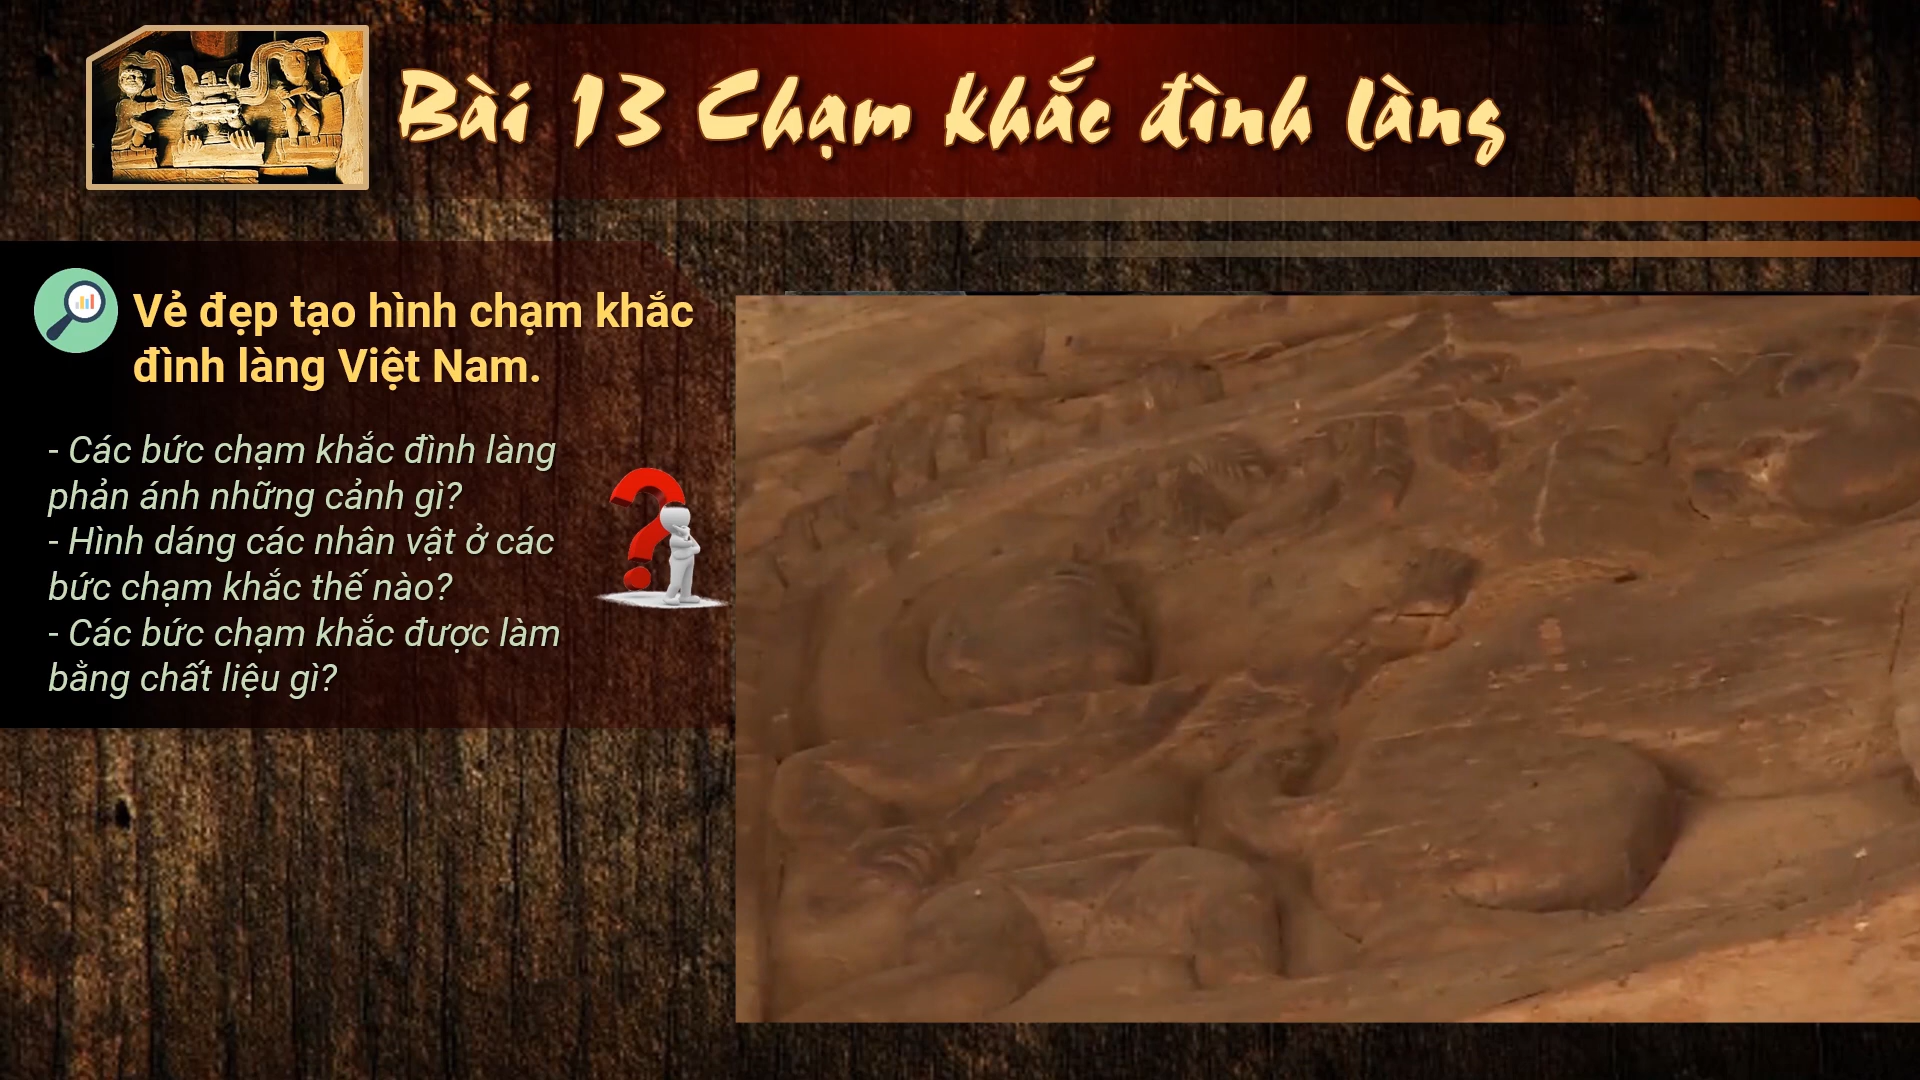 Bài 13 Chạm khắc đình làng
Vẻ đẹp tạo hình chạm khắc
đình làng Việt Nam.
- Các bức chạm khắc đình làng
phản ánh những cảnh gì?
- Hình dáng các nhân vật ở các
bức chạm khắc thế nào?
- Các bức chạm khắc được làm
bằng chất liệu gì?